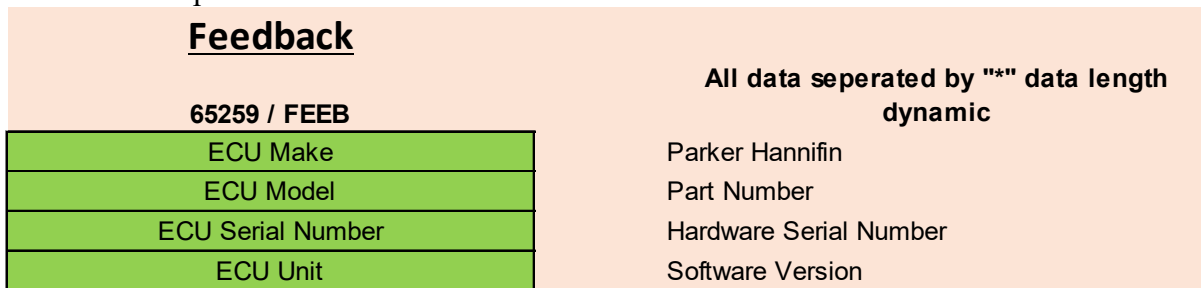 Feedback
All data seperated by "*" data length
dynamic
65259 / FEEB
ECU Make Parker Hannifin
ECU Model Part Number
ECU Serial Number Hardware Serial Number
ECU Unit Software Version